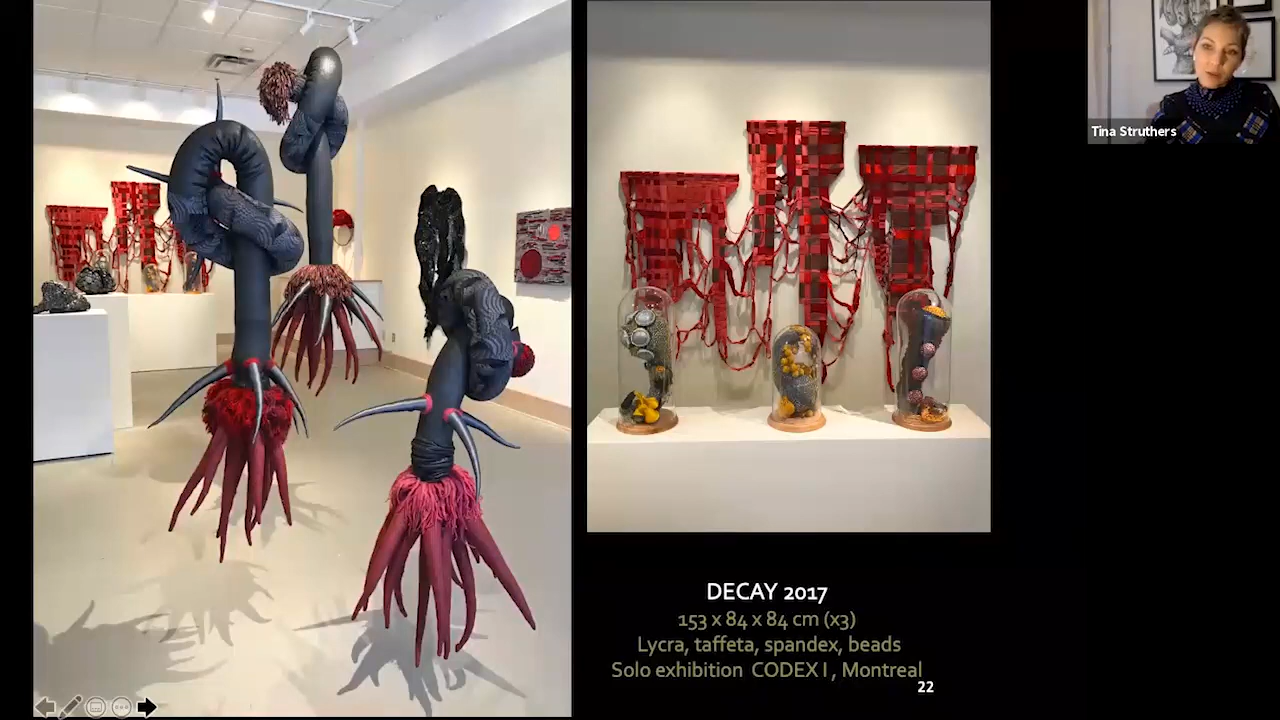 Tina Struthers
DECAY 2017
153 x 84 x 84 cm (x3)
Lycra, taffeta, spandex, beads
Solo exhibition CODEX I , Montreal
22